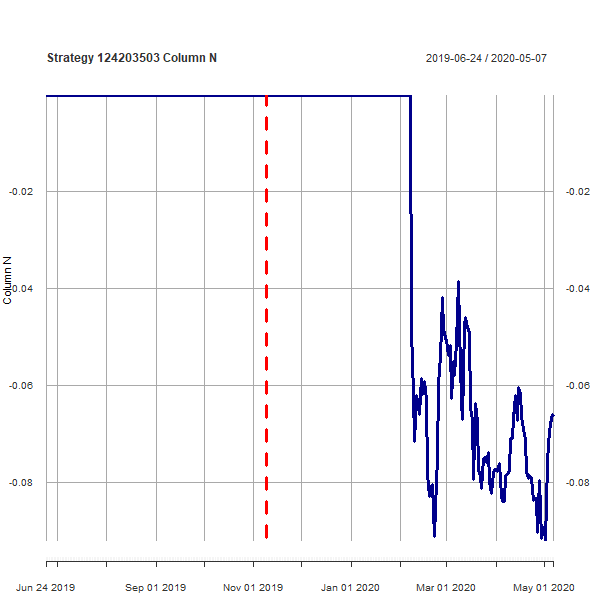 Strategy 124203503 Column N
2019-06-24 / 2020-05-07
-0.02 -0.02
-0.04 -0.04
Column N
-0.06 -0.06
-0.08 -0.08
Jun 24 2019 Sep 01 2019 Nov 01 2019 Jan 01 2020 Mar 01 2020 May 01 2020